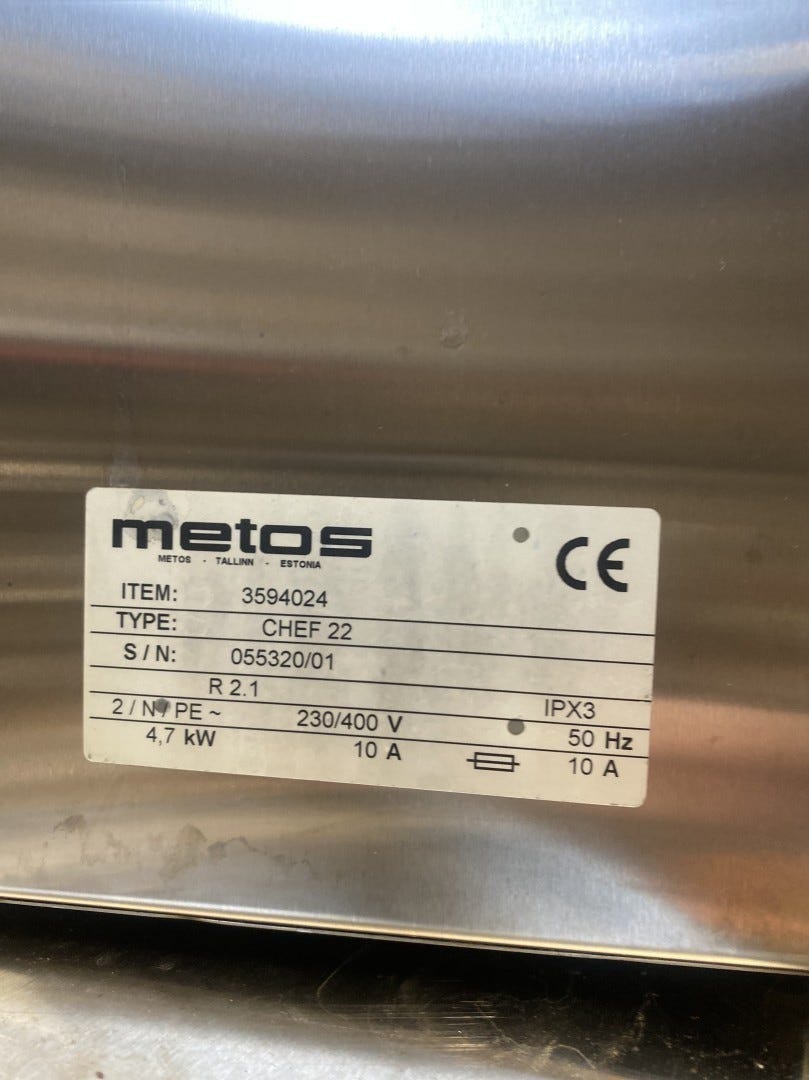 metos
METOS - TALLINN - ESTONIA
CE
ITEM: 3594024
TYPE: CHEF 22
S / N: 055320/01
R 2.1 IPX3
2 / N / PE ~ 230/400 V 50 Hz
4,7 kW 10 A 10 A